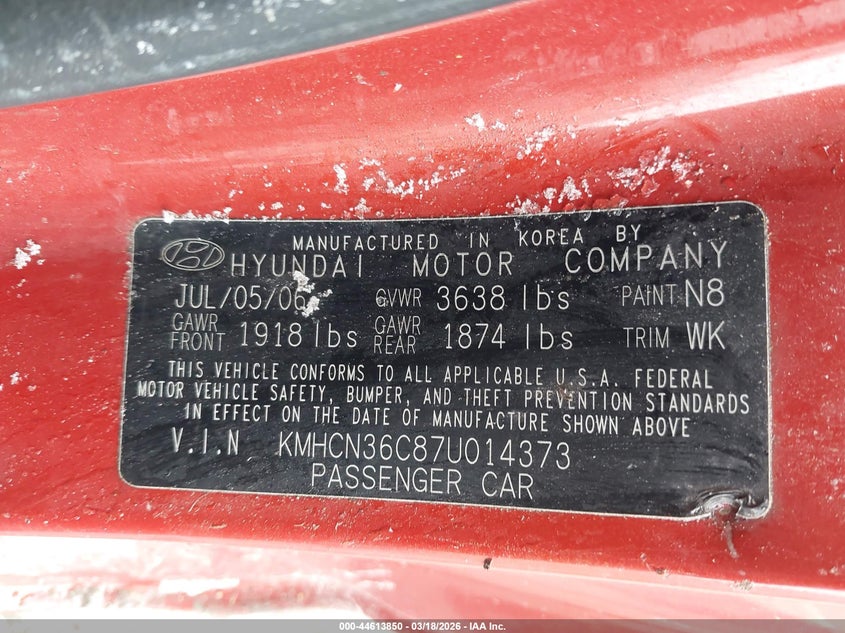 MANUFACTURED IN KOREA BY
HYUNDAI MOTOR COMPANY
JUL/05/06 GVWR 3638 lbs PAINT N8
GAWR FRONT 1918 lbs GAWR REAR 1874 lbs TRIM WK
THIS VEHICLE CONFORMS TO ALL APPLICABLE U.S.A. FEDERAL
MOTOR VEHICLE SAFETY, BUMPER, AND THEFT PREVENTION STANDARDS
IN EFFECT ON THE DATE OF MANUFACTURE SHOWN ABOVE
V.I.N KMHCN36C87U014373
PASSENGER CAR
000-44613850 - 03/18/2026 - IAA Inc.